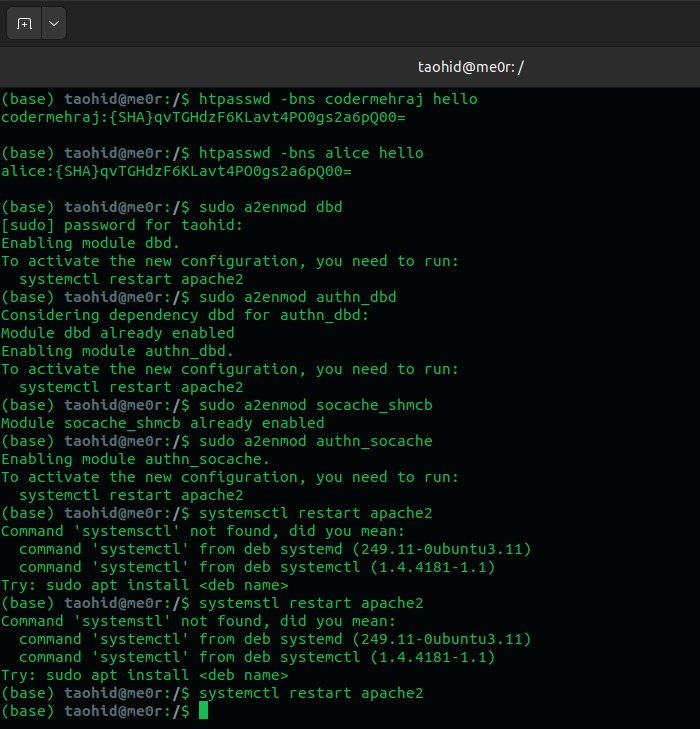 taohid@me0r: /
(base) taohid@me0r:/$ htpasswd -bns codermehraj hello
codermehraj:{SHA}qvTGHdzF6KLavt4PO0gs2a6pQ00=
(base) taohid@me0r:/$ htpasswd -bns alice hello
alice:{SHA}qvTGHdzF6KLavt4PO0gs2a6pQ00=
(base) taohid@me0r:/$ sudo a2enmod dbd
[sudo] password for taohid:
Enabling module dbd.
To activate the new configuration, you need to run:
  systemctl restart apache2
(base) taohid@me0r:/$ sudo a2enmod authn_dbd
Considering dependency dbd for authn_dbd:
Module dbd already enabled
Enabling module authn_dbd.
To activate the new configuration, you need to run:
  systemctl restart apache2
(base) taohid@me0r:/$ sudo a2enmod socache_shmcb
Module socache_shmcb already enabled
(base) taohid@me0r:/$ sudo a2enmod authn_socache
Enabling module authn_socache.
To activate the new configuration, you need to run:
  systemctl restart apache2
(base) taohid@me0r:/$ systemsctl restart apache2
Command 'systemsctl' not found, did you mean:
  command 'systemctl' from deb systemd (249.11-0ubuntu3.11)
  command 'systemctl' from deb systemctl (1.4.4181-1.1)
Try: sudo apt install <deb name>
(base) taohid@me0r:/$ systemstl restart apache2
Command 'systemstl' not found, did you mean:
  command 'systemctl' from deb systemd (249.11-0ubuntu3.11)
  command 'systemctl' from deb systemctl (1.4.4181-1.1)
Try: sudo apt install <deb name>
(base) taohid@me0r:/$ systemctl restart apache2
(base) taohid@me0r:/$